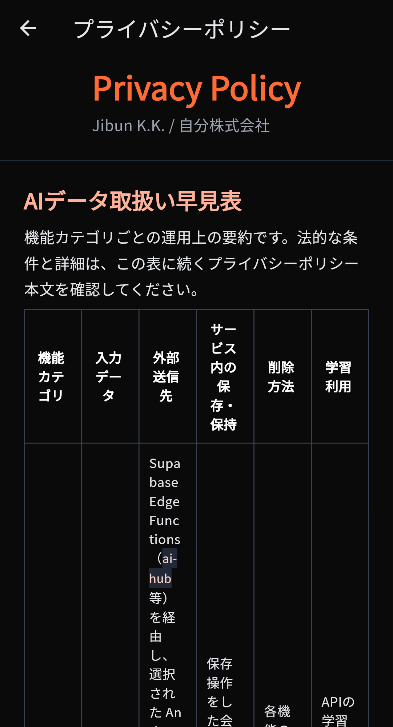 プライバシーポリシー
Privacy Policy
Jibun K.K. / 自分株式会社
AIデータ取扱い早見表
機能カテゴリごとの運用上の要約です。法的な条
件と詳細は、この表に続くプライバシーポリシー
本文を確認してください。
機能
カテ
ゴリ
入力
デー
タ
外部
送信
先
サー
ビス
内の
保
存・
保持
削除
方法
学習
利用
Supa
base
Edge
Func
tions
（ai-
hub
等）
を経
由
し、
選択
され
た An
保存
操作
をし
た会
各機
APIの
学習